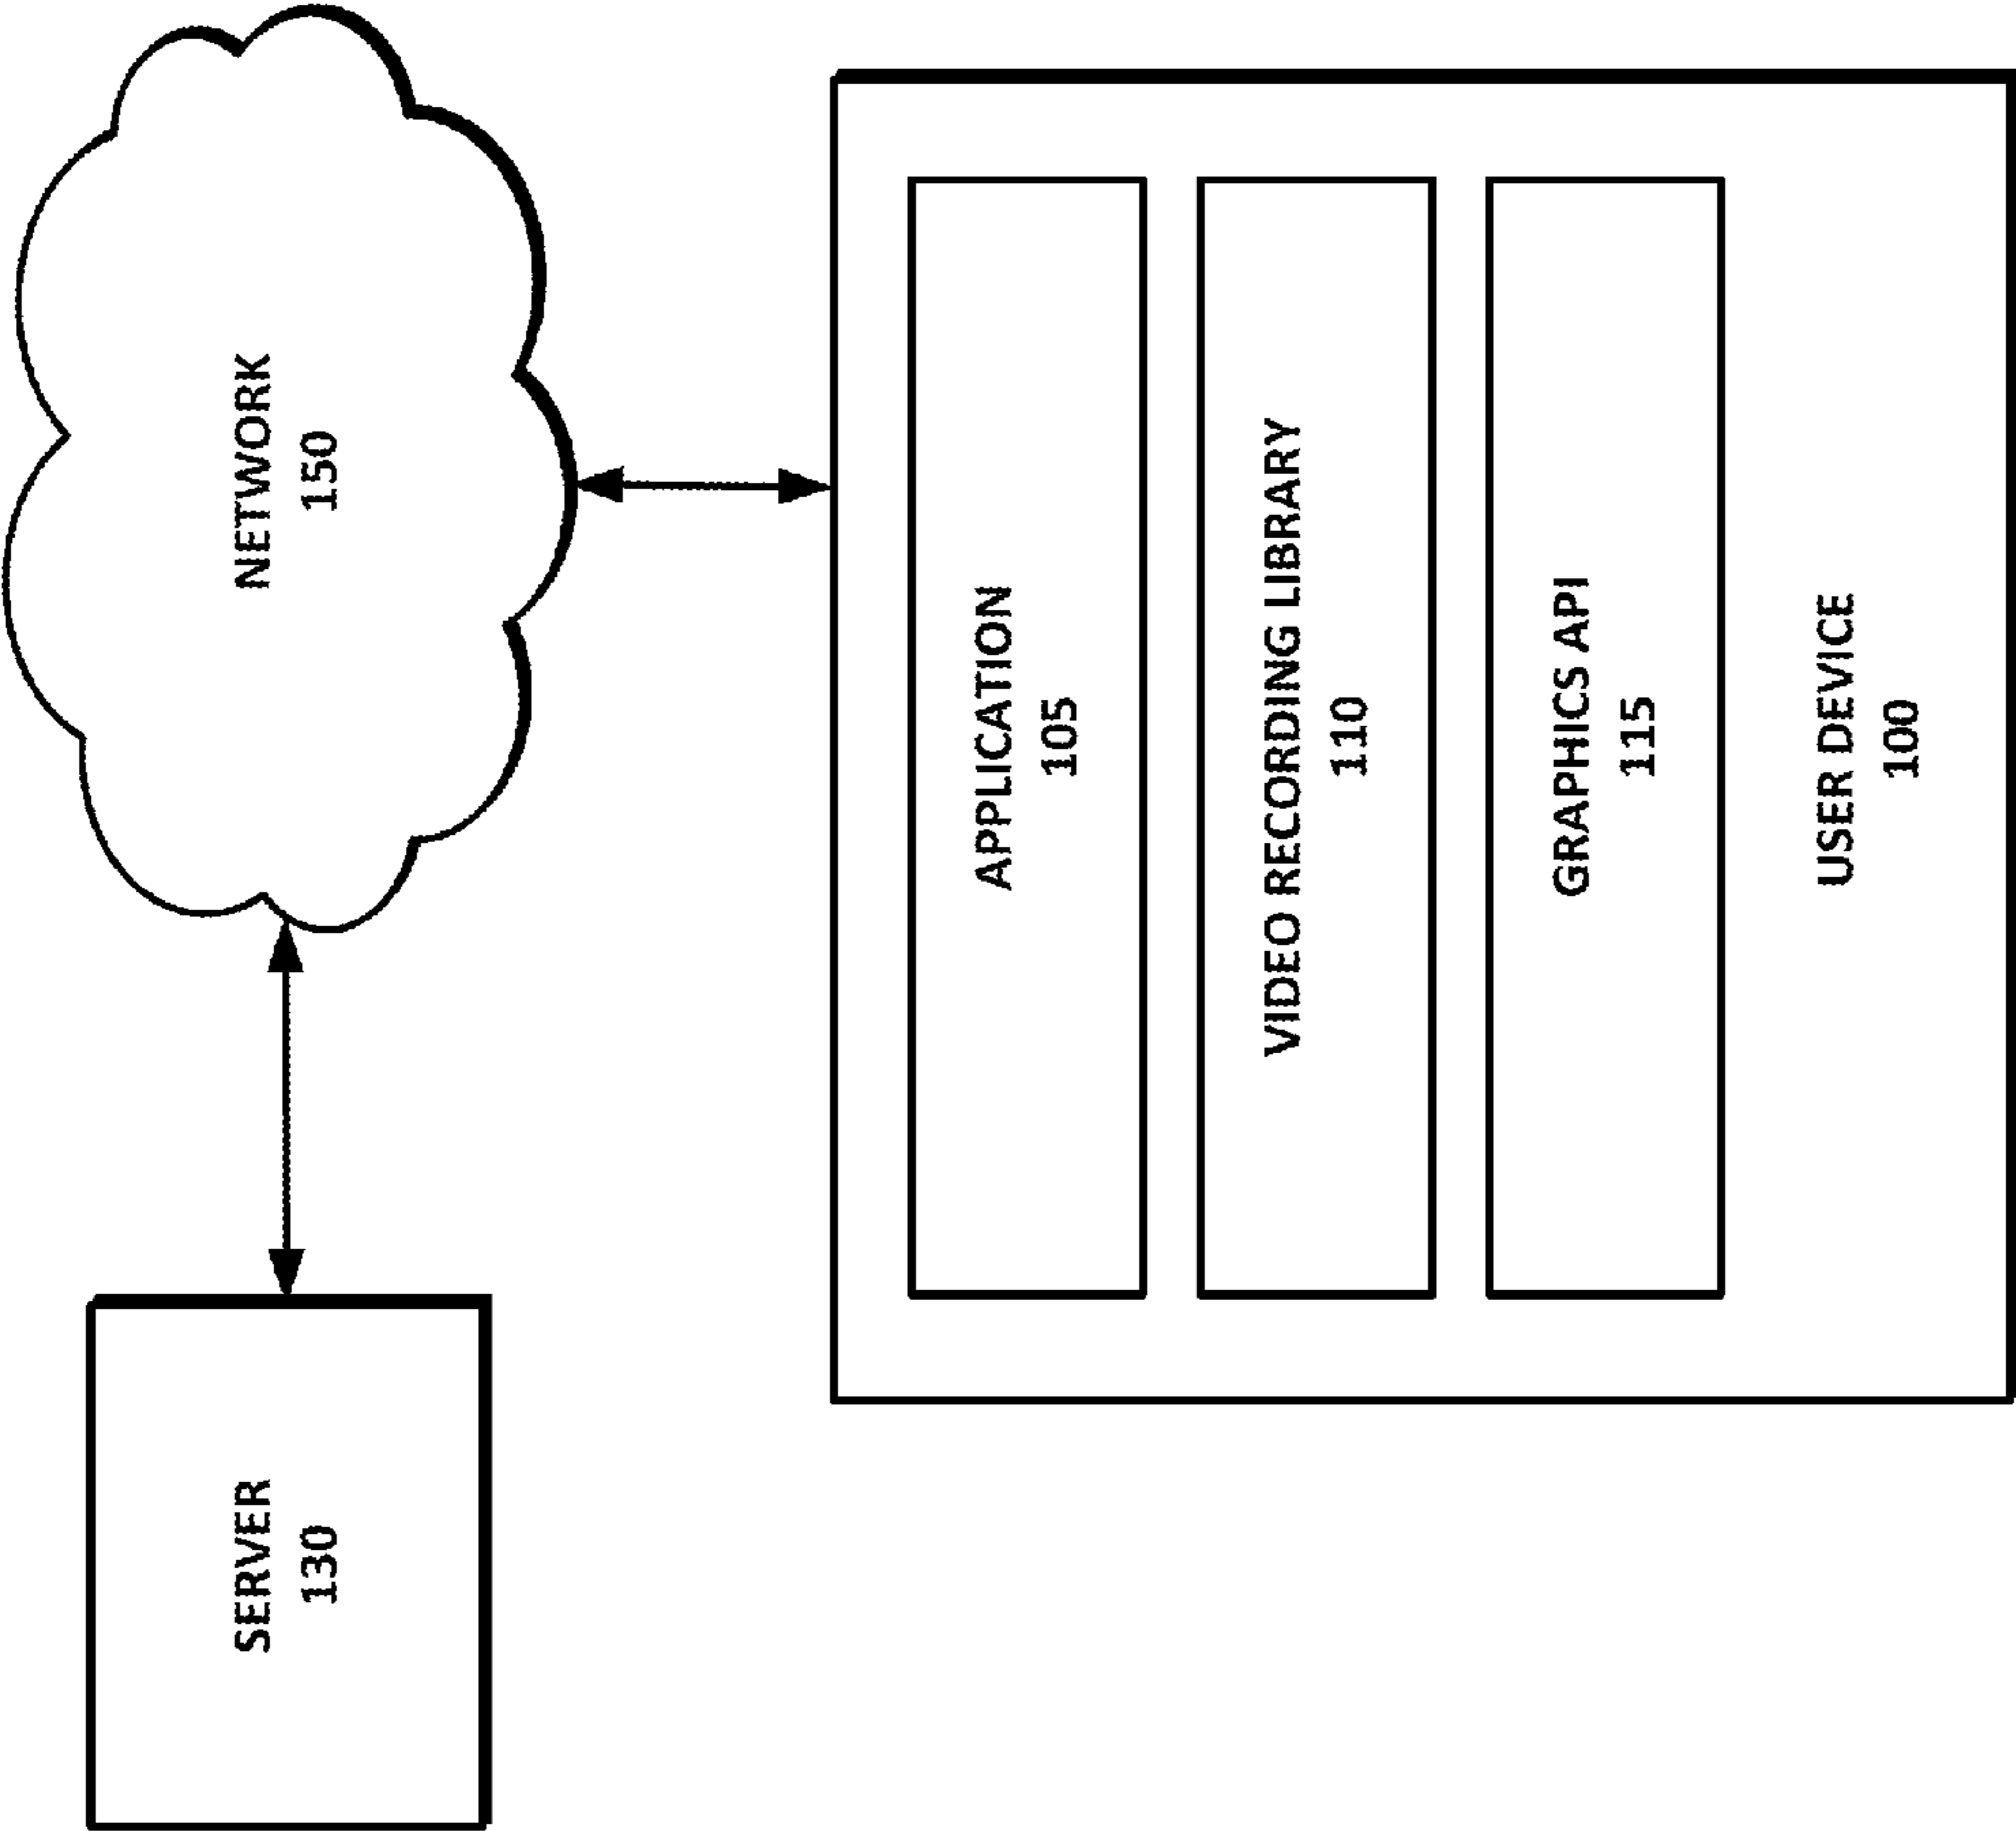 SERVER
130
NETWORK
150
APPLICATION
105
VIDEO RECORDING LIBRARY
110
GRAPHICS API
115
USER DEVICE
100